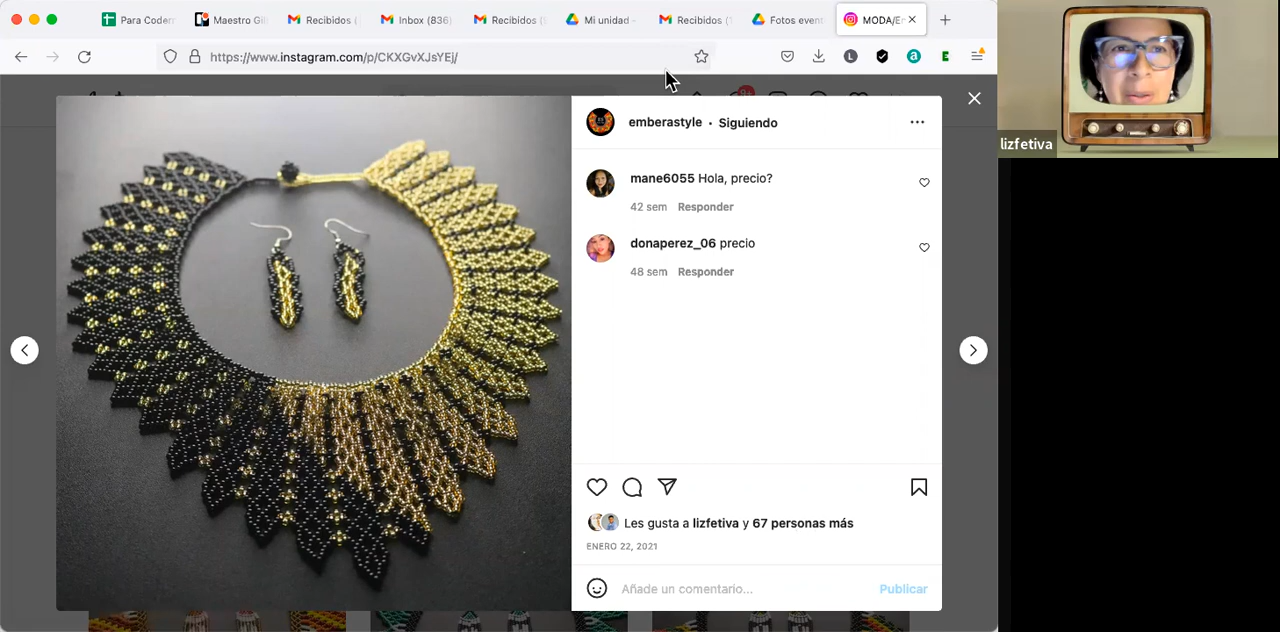 Para Coder
Maestro Gil
Recibidos (
Inbox (836)
Recibidos (
Mi unidad -
Recibidos (
Fotos event
MODA/E
https://www.instagram.com/p/CKXGvXJsYEj/
lizfetiva
emberastyle • Siguiendo
mane6055 Hola, precio?
42 sem Responder
donaperez_06 precio
48 sem Responder
Les gusta a lizfetiva y 67 personas más
ENERO 22, 2021
Añade un comentario...
Publicar